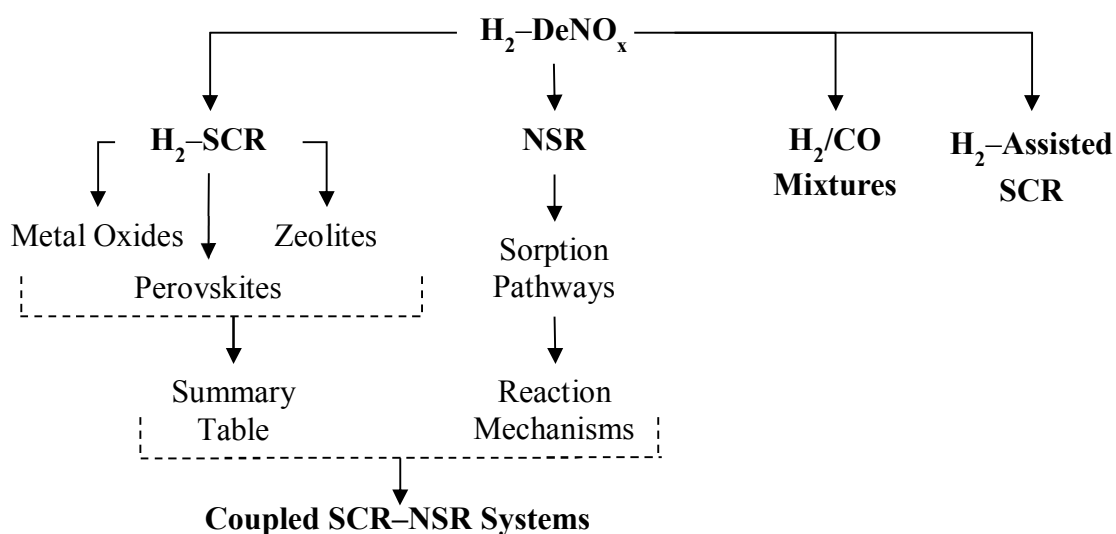 H₂–DeNOₓ
H₂–SCR
NSR
H₂/CO
Mixtures
H₂–Assisted
SCR
Metal Oxides
Zeolites
Perovskites
Sorption
Pathways
Summary
Table
Reaction
Mechanisms
Coupled SCR–NSR Systems